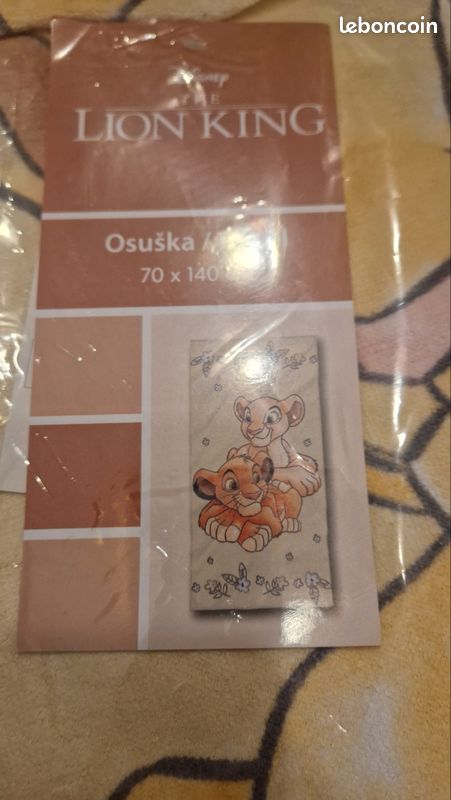 leboncoin
Disney
THE
LION KING
Osuška /
70 x 140